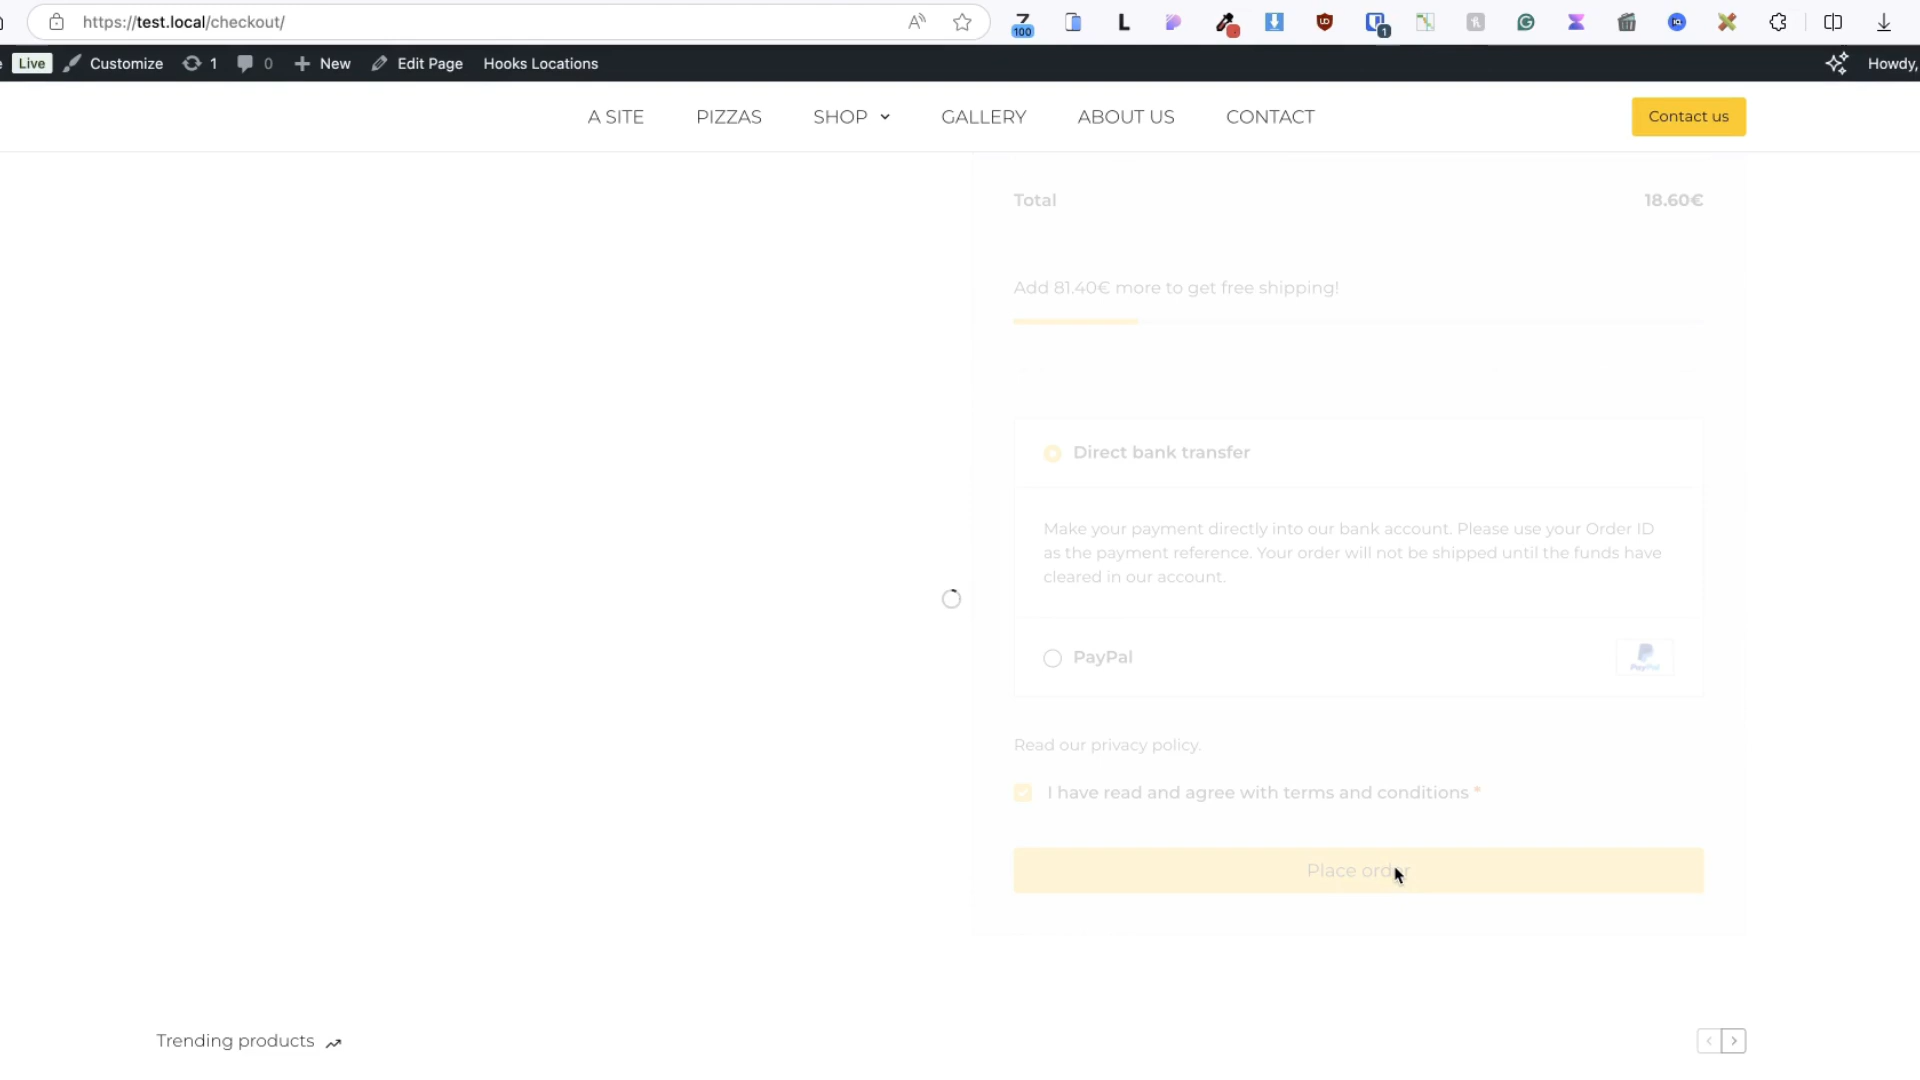 https://test.local/checkout/
100
1
Live
Customize
1
0
New
Edit Page
Hooks Locations
Howdy,
A SITE
PIZZAS
SHOP
GALLERY
ABOUT US
CONTACT
Contact us
Total
18.60€
Add 81.40€ more to get free shipping!
Direct bank transfer
Make your payment directly into our bank account. Please use your Order ID
as the payment reference. Your order will not be shipped until the funds have
cleared in our account.
PayPal
PayPal
Read our privacy policy.
I have read and agree with terms and conditions *
Place order
Trending products